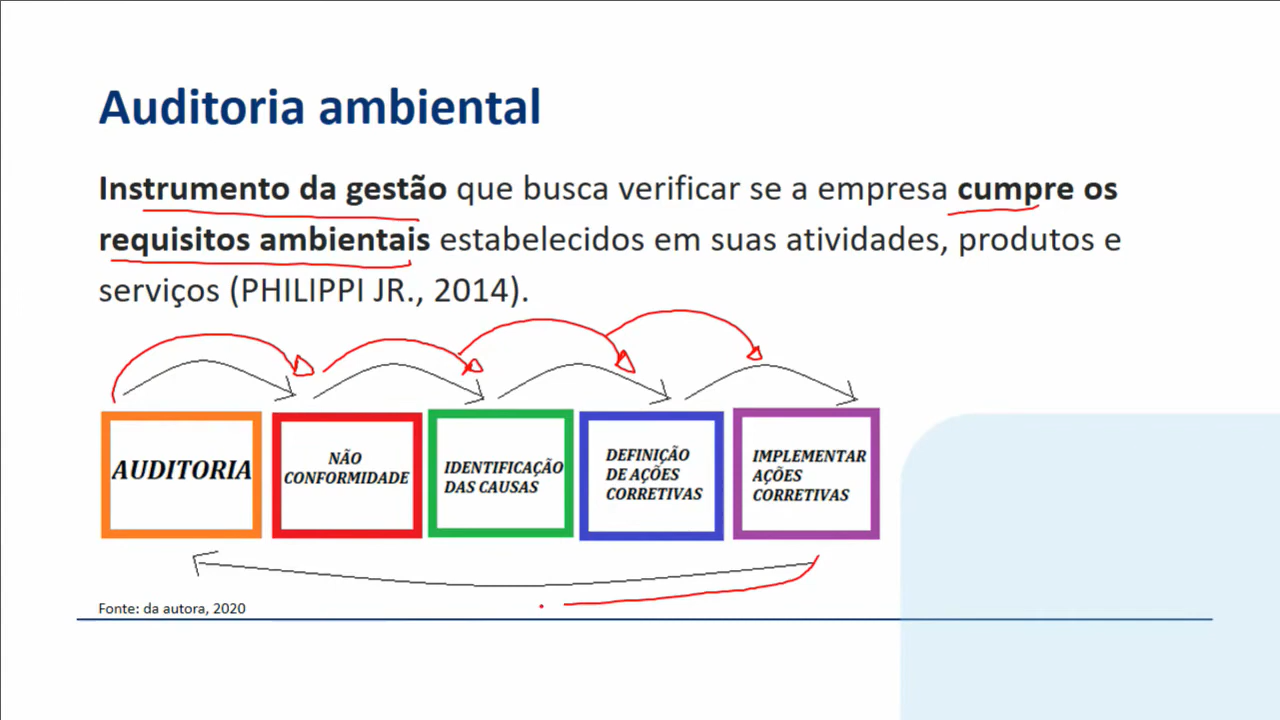 Auditoria ambiental
Instrumento da gestão que busca verificar se a empresa cumpre os
requisitos ambientais estabelecidos em suas atividades, produtos e
serviços (PHILIPPI JR., 2014).
AUDITORIA
NÃO
CONFORMIDADE
IDENTIFICAÇÃO
DAS CAUSAS
DEFINIÇÃO
DE AÇÕES
CORRETIVAS
IMPLEMENTAR
AÇÕES
CORRETIVAS
Fonte: da autora, 2020